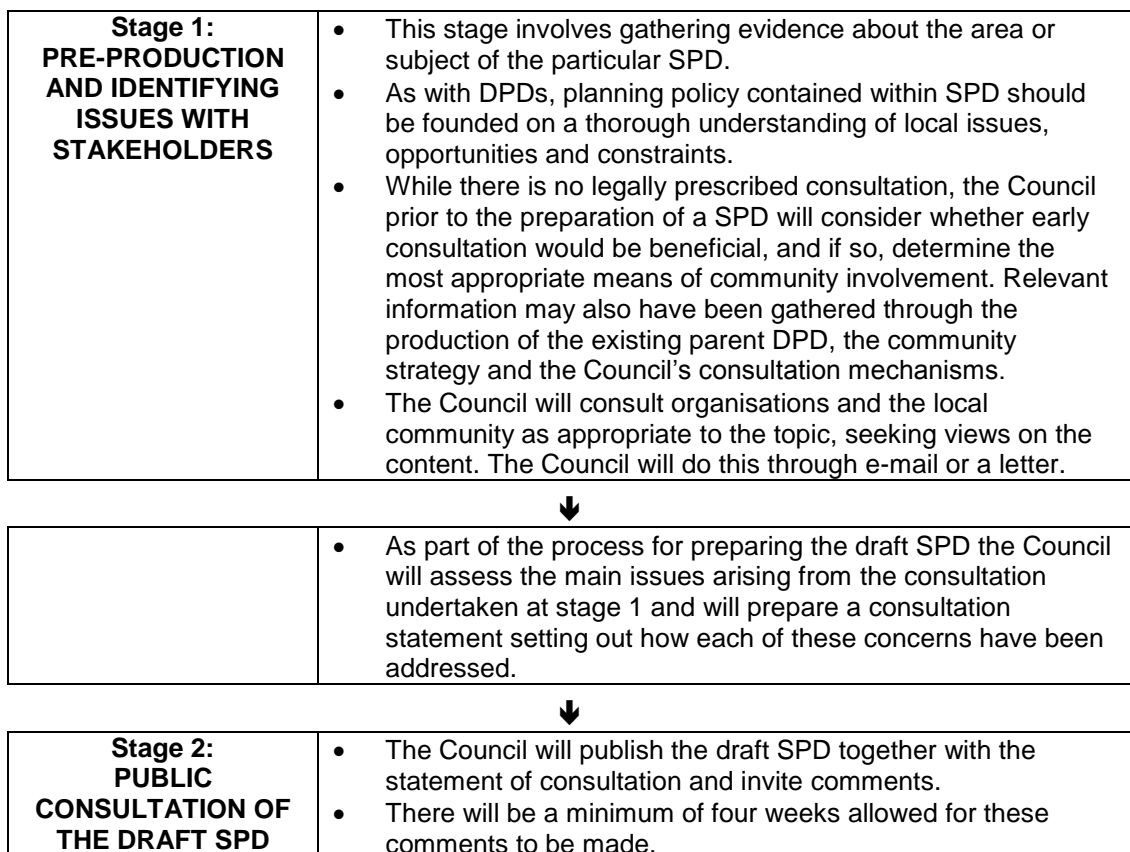 Stage 1:
PRE-PRODUCTION
AND IDENTIFYING
ISSUES WITH
STAKEHOLDERS
• This stage involves gathering evidence about the area or
subject of the particular SPD.
• As with DPDs, planning policy contained within SPD should
be founded on a thorough understanding of local issues,
opportunities and constraints.
• While there is no legally prescribed consultation, the Council
prior to the preparation of a SPD will consider whether early
consultation would be beneficial, and if so, determine the
most appropriate means of community involvement. Relevant
information may also have been gathered through the
production of the existing parent DPD, the community
strategy and the Council's consultation mechanisms.
• The Council will consult organisations and the local
community as appropriate to the topic, seeking views on the
content. The Council will do this through e-mail or a letter.
• As part of the process for preparing the draft SPD the Council
will assess the main issues arising from the consultation
undertaken at stage 1 and will prepare a consultation
statement setting out how each of these concerns have been
addressed.
Stage 2:
PUBLIC
CONSULTATION OF
THE DRAFT SPD
• The Council will publish the draft SPD together with the
statement of consultation and invite comments.
• There will be a minimum of four weeks allowed for these
comments to be made.